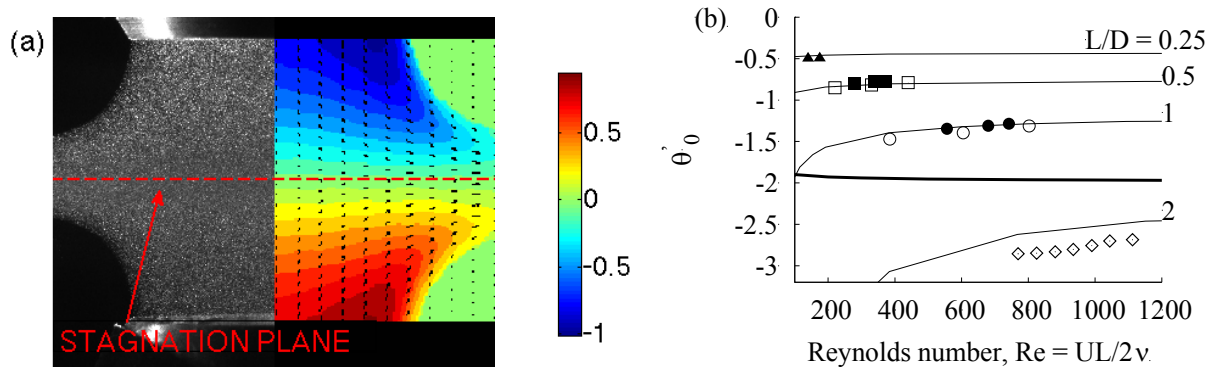 (a)
STAGNATION PLANE
0.5
0
-0.5
-1
(b)
0
-0.5
-1
-1.5
-2
-2.5
-3
θ'0
L/D = 0.25
0.5
1
2
200 400 600 800 1000 1200
Reynolds number, Re = UL/2ν